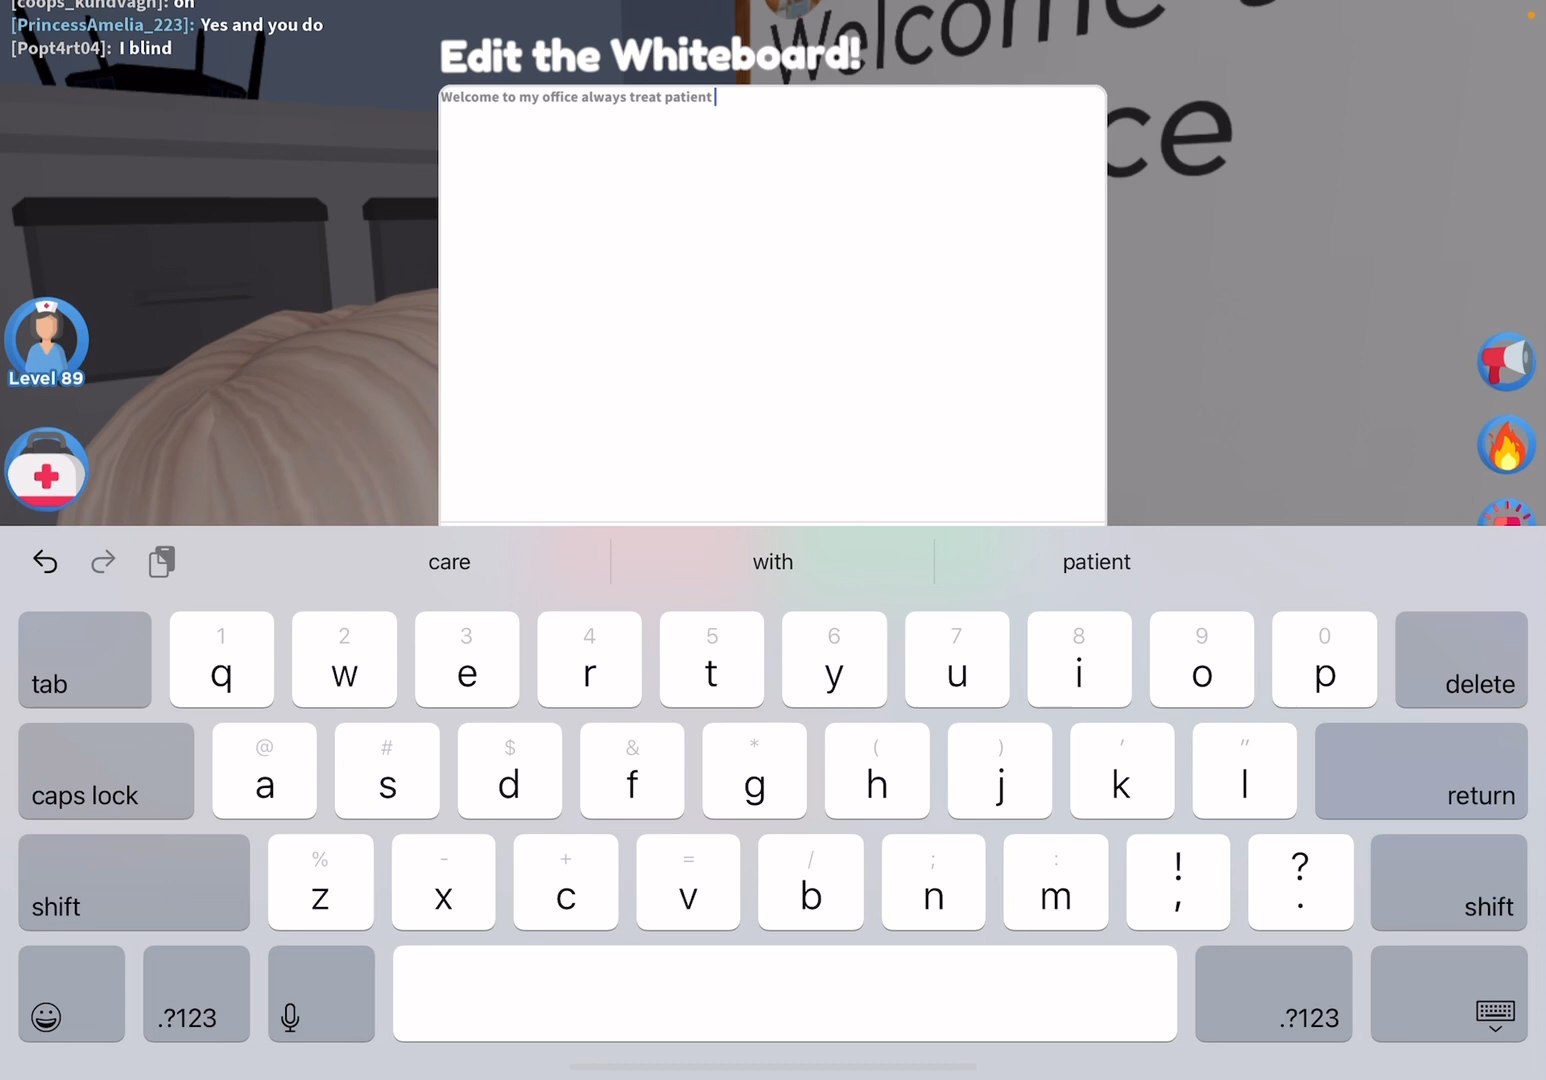 [coops_kundvagn]: oh
[PrincessAmelia_223]: Yes and you do
[Popt4rt04]: I blind
Edit the Whiteboard!
Welcome to my office always treat patient
Welcome
ce
Level 89
care with patient
1 2 3 4 5 6 7 8 9 0
tab q w e r t y u i o p delete
@ # $ & * ( ) ' "
caps lock a s d f g h j k l return
% - + = / ; : ! ?
shift z x c v b n m , . shift
.?123 .?123